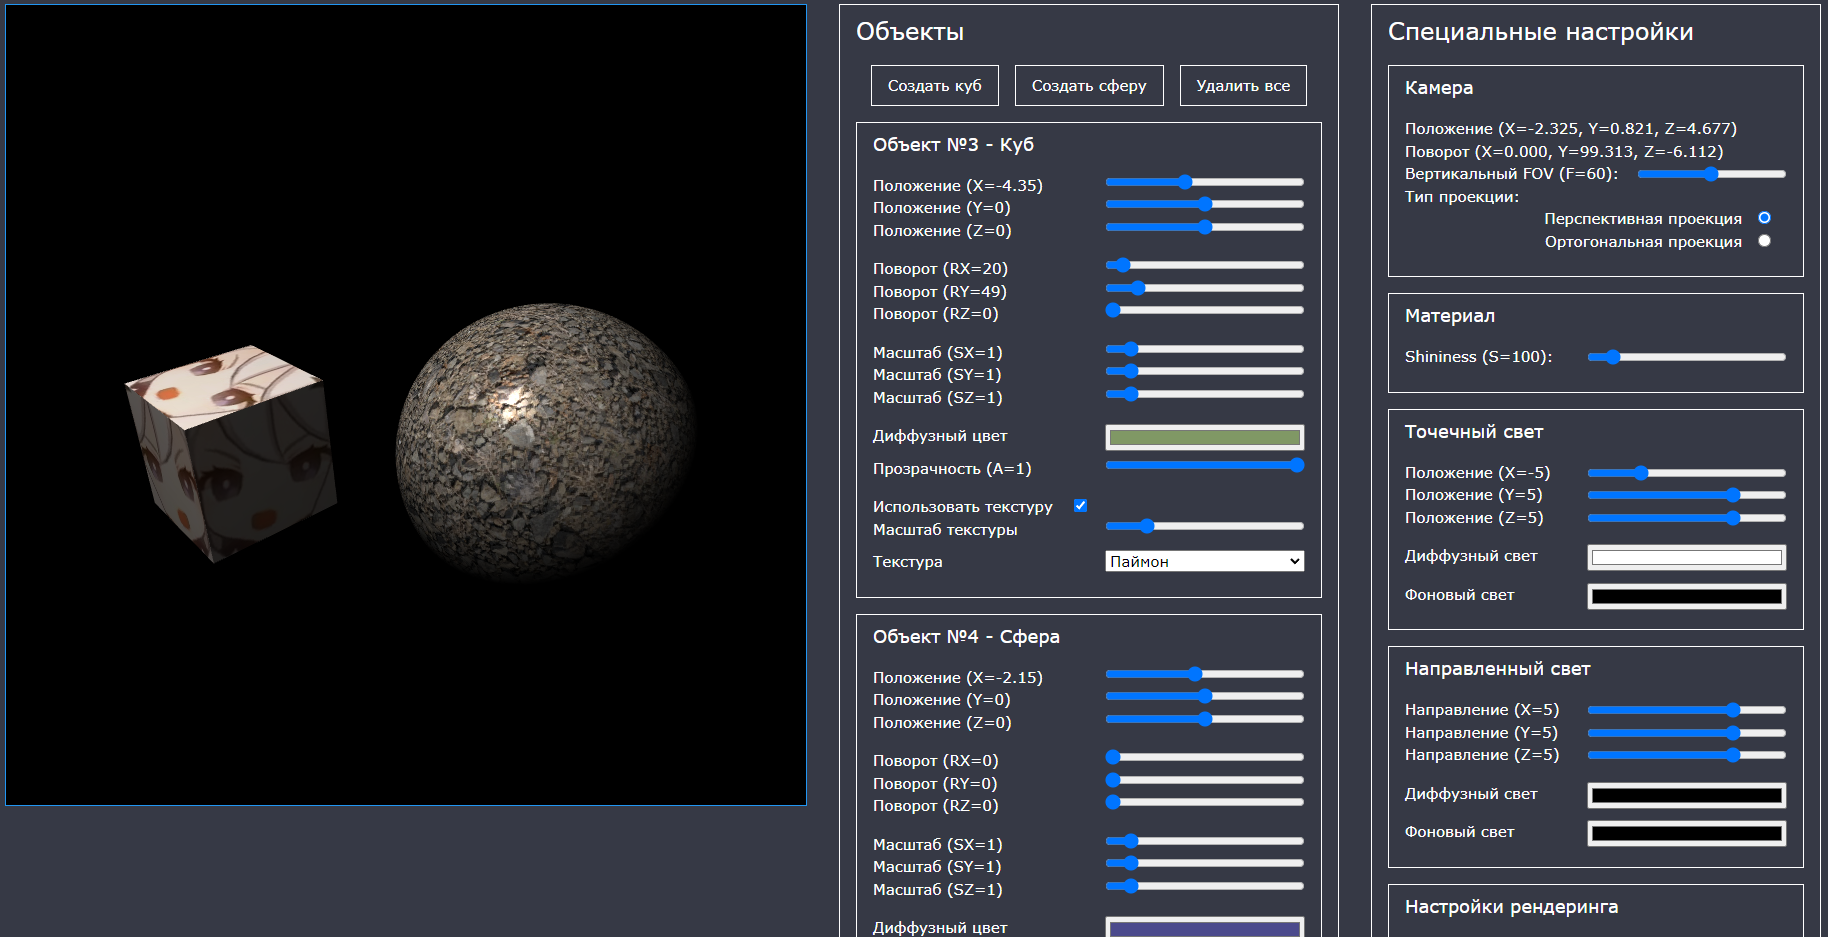 Объекты
Создать куб
Создать сферу
Удалить все
Объект №3 - Куб
Положение (X=-4.35)
Положение (Y=0)
Положение (Z=0)
Поворот (RX=20)
Поворот (RY=49)
Поворот (RZ=0)
Масштаб (SX=1)
Масштаб (SY=1)
Масштаб (SZ=1)
Диффузный цвет
Прозрачность (A=1)
Использовать текстуру
Масштаб текстуры
Текстура
Паймон
Объект №4 - Сфера
Положение (X=-2.15)
Положение (Y=0)
Положение (Z=0)
Поворот (RX=0)
Поворот (RY=0)
Поворот (RZ=0)
Масштаб (SX=1)
Масштаб (SY=1)
Масштаб (SZ=1)
Диффузный цвет
Специальные настройки
Камера
Положение (X=-2.325, Y=0.821, Z=4.677)
Поворот (X=0.000, Y=99.313, Z=-6.112)
Вертикальный FOV (F=60):
Тип проекции:
Перспективная проекция
Ортогональная проекция
Материал
Shininess (S=100):
Точечный свет
Положение (X=-5)
Положение (Y=5)
Положение (Z=5)
Диффузный свет
Фоновый свет
Направленный свет
Направление (X=5)
Направление (Y=5)
Направление (Z=5)
Диффузный свет
Фоновый свет
Настройки рендеринга